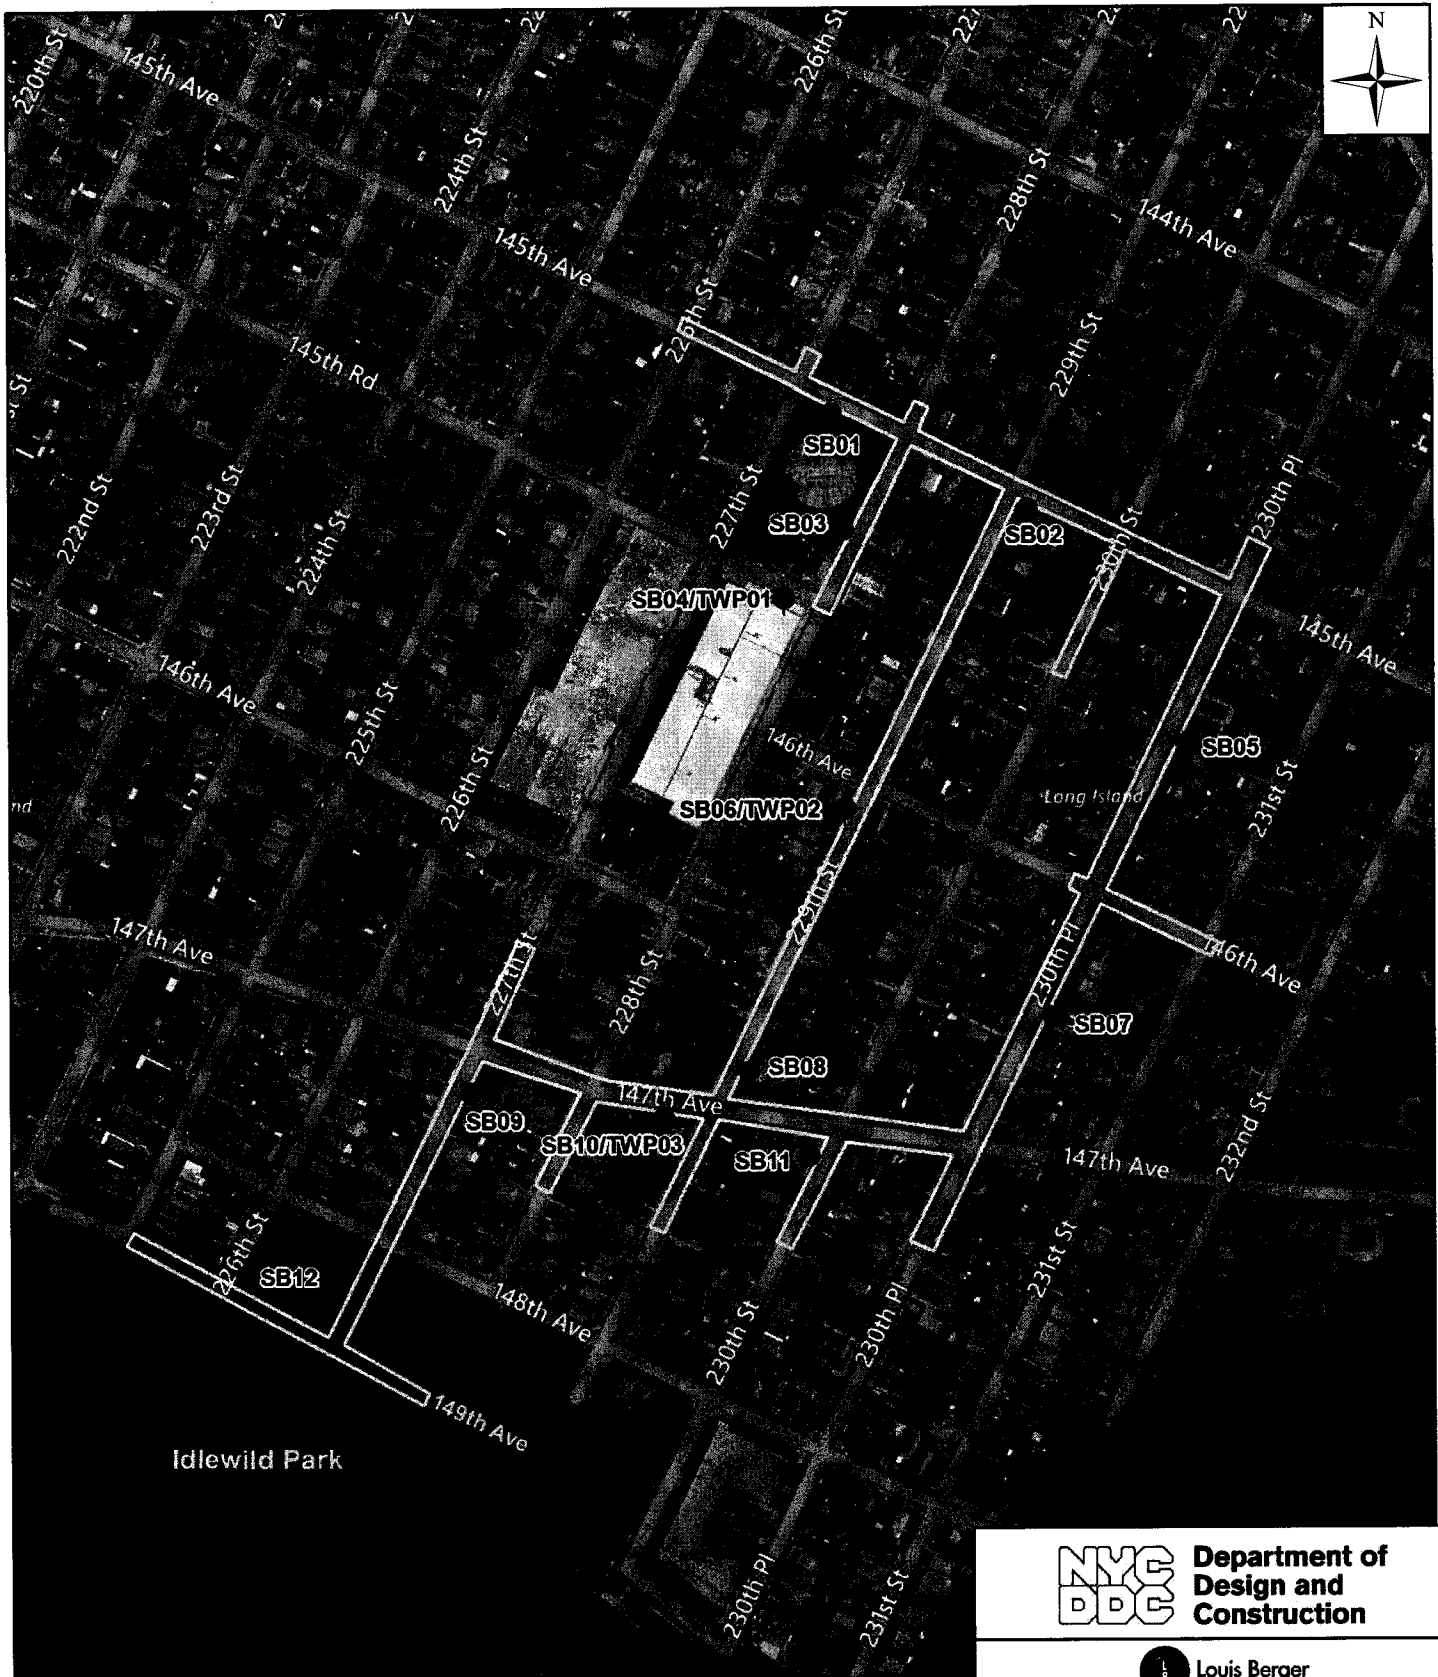 N
220th St
145th Ave
226th St
224th St
228th St
144th Ave
145th Ave
226th St
145th Rd
229th St
SB01
230th Pl
227th St
223rd St
222nd St
SB03
SB02
224th St
230th St
SB04/TWP01
145th Ave
146th Ave
225th St
146th Ave
SB05
226th St
Long Island
231st St
SB06/TWP02
229th St
147th Ave
227th St
228th St
230th Pl
146th Ave
SB07
SB08
147th Ave
SB09
SB10/TWP03
SB11
147th Ave
232nd St
226th St
SB12
231st St
148th Ave
230th St
230th Pl
149th Ave
Idlewild Park
230th Pl
231st St
NYC
DDC
Department of
Design and
Construction
Louis Berger